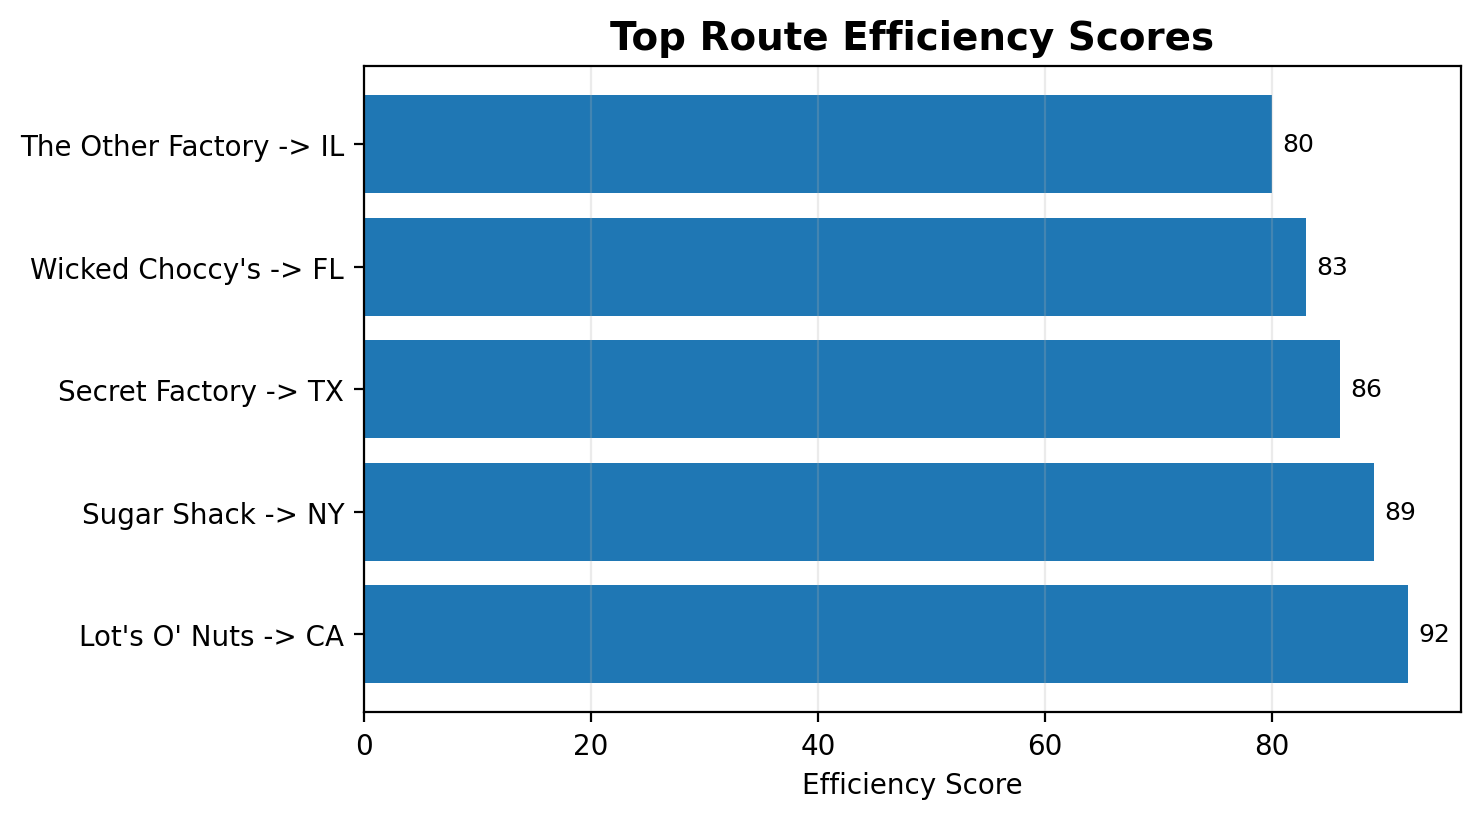 Top Route Efficiency Scores
The Other Factory -> IL
80
Wicked Choccy's -> FL
83
Secret Factory -> TX
86
Sugar Shack -> NY
89
Lot's O' Nuts -> CA
92
0 20 40 60 80
Efficiency Score